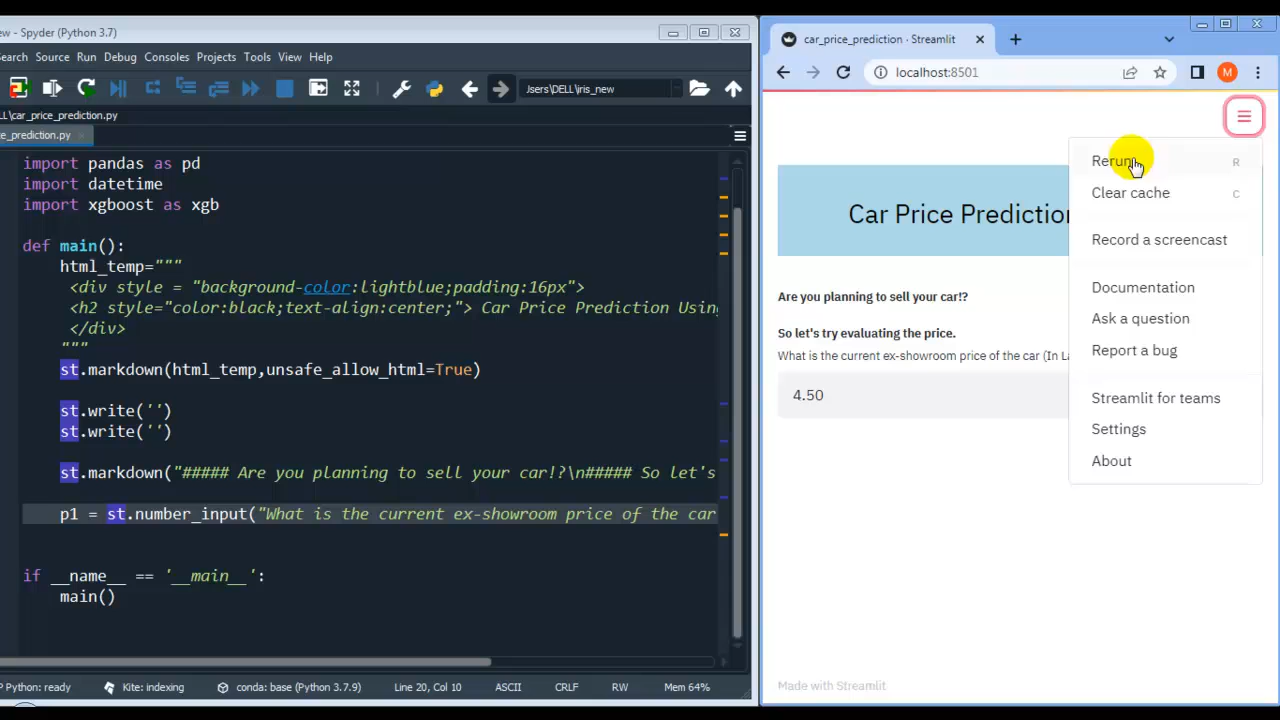 ew - Spyder (Python 3.7)
Search Source Run Debug Consoles Projects Tools View Help
Jsers\DELL\iris_new
LL\car_price_prediction.py
e_prediction.py
import pandas as pd
import datetime
import xgboost as xgb
def main():
html_temp="""
<div style = "background-color:lightblue;padding:16px">
<h2 style="color:black;text-align:center;"> Car Price Prediction Using
</div>
"""
st.markdown(html_temp,unsafe_allow_html=True)
st.write('')
st.write('')
st.markdown("##### Are you planning to sell your car!?\n##### So let's
p1 = st.number_input("What is the current ex-showroom price of the car
if __name__ == '__main__':
main()
P Python: ready Kite: indexing conda: base (Python 3.7.9) Line 20, Col 10 ASCII CRLF RW Mem 64%
car_price_prediction · Streamlit
localhost:8501
M
Rerun R
Clear cache C
Record a screencast
Documentation
Ask a question
Report a bug
Streamlit for teams
Settings
About
Car Price Prediction
Are you planning to sell your car!?
So let's try evaluating the price.
What is the current ex-showroom price of the car (In La
4.50
Made with Streamlit